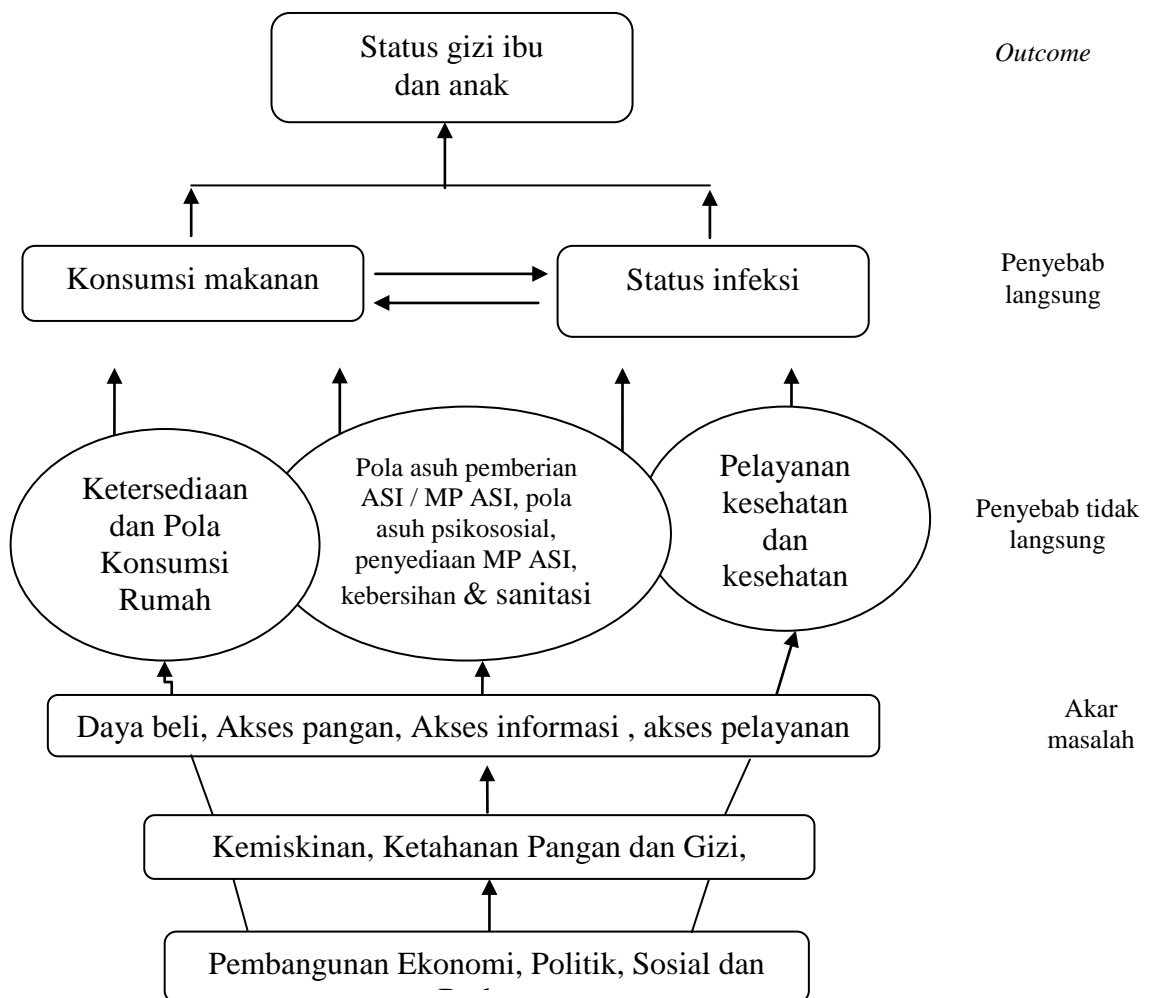 Status gizi ibu
dan anak
Outcome
Konsumsi makanan
Status infeksi
Penyebab
langsung
Ketersediaan
dan Pola
Konsumsi
Rumah
Pola asuh pemberian
ASI / MP ASI, pola
asuh psikososial,
penyediaan MP ASI,
kebersihan & sanitasi
Pelayanan
kesehatan
dan
kesehatan
Penyebab tidak
langsung
Daya beli, Akses pangan, Akses informasi , akses pelayanan
Akar
masalah
Kemiskinan, Ketahanan Pangan dan Gizi,
Pembangunan Ekonomi, Politik, Sosial dan